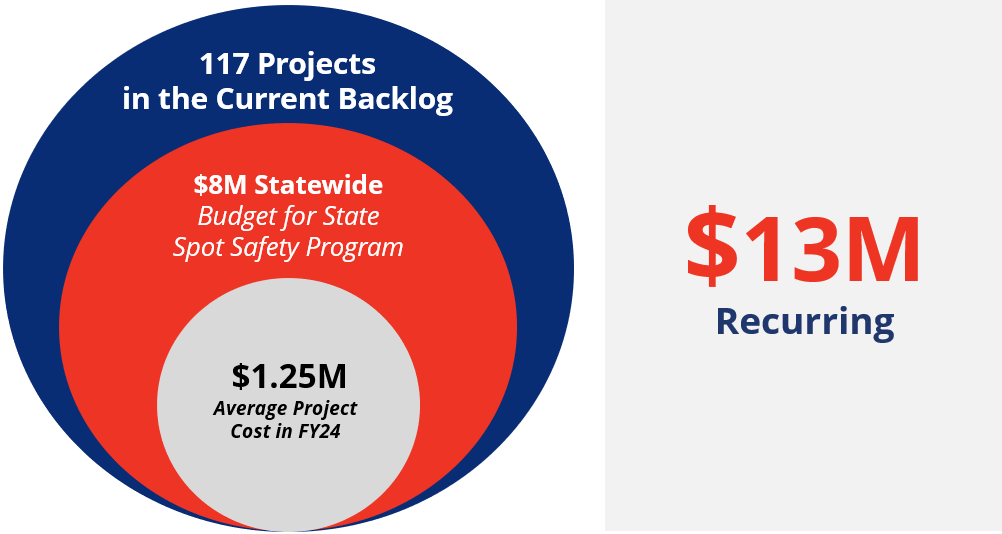 117 Projects
in the Current Backlog
$8M Statewide
Budget for State
Spot Safety Program
$1.25M
Average Project
Cost in FY24
$13M
Recurring